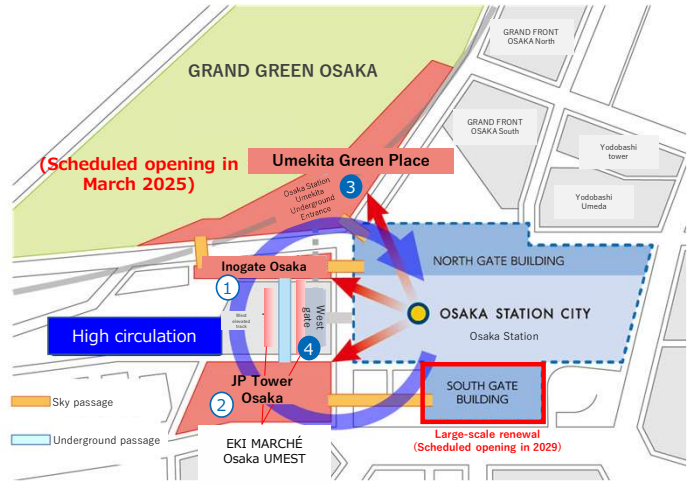 GRAND FRONT
OSAKA North
GRAND GREEN OSAKA
GRAND FRONT
OSAKA South
Yodobashi
tower
(Scheduled opening in
March 2025)
Umekita Green Place
3
Osaka Station
Umekita
Underground
Entrance
Yodobashi
Umeda
Inogate Osaka
NORTH GATE BUILDING
1
West
elevated
track
West
gate
OSAKA STATION CITY
Osaka Station
High circulation
4
JP Tower
Osaka
2
SOUTH GATE
BUILDING
Sky passage
Underground passage
EKI MARCHÉ
Osaka UMEST
Large-scale renewal
(Scheduled opening in 2029)